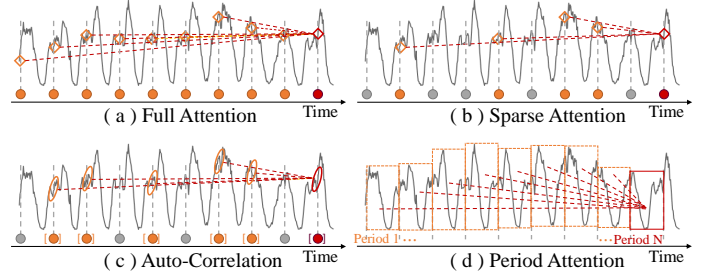 ( a ) Full Attention Time
( b ) Sparse Attention Time
[ ] [ ] [ ] [ ] [ ] [ ]
( c ) Auto-Correlation Time
Period 1 ... ... Period N
( d ) Period Attention Time